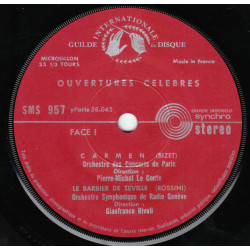 INTERNATIONALE
GUILDE DISQUE
MICROSILLON
33 1/3 TOURS
Made in France
OUVERTURES CELEBRES
SMS 957
FACE I
synchro
stereo
CARMEN (BIZET)
Orchestre des Concerts de Paris
Direction :
Pierre-Michel Le Conte
LE BARBIER DE SEVILLE (ROSSINI)
Orchestre Symphonique de Radio Genève
Direction :
Gianfranco Rivoli